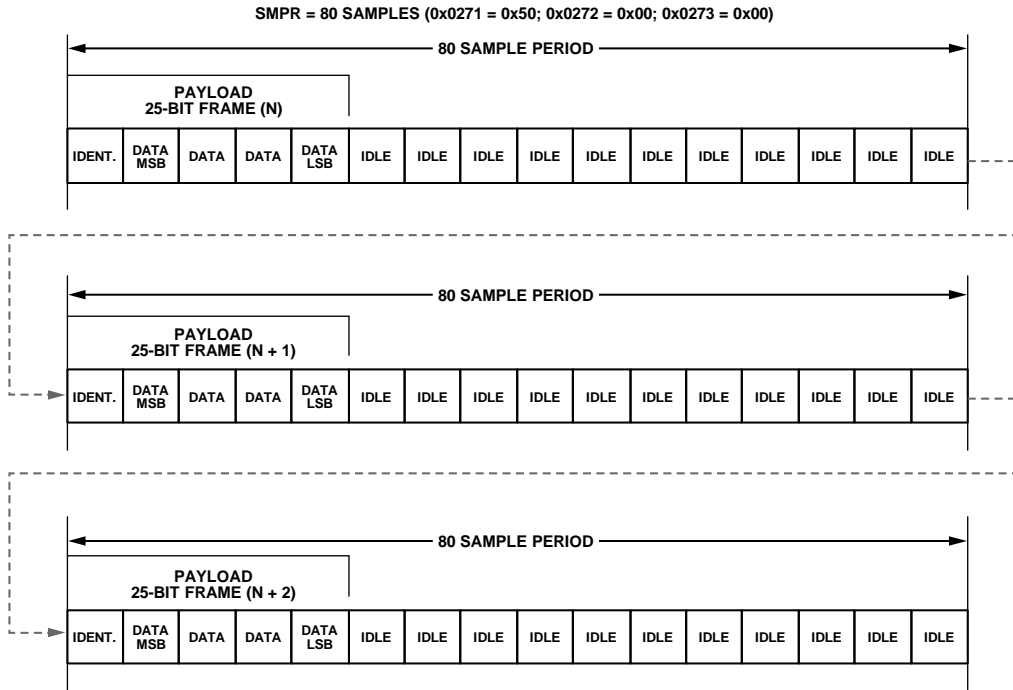 SMPR = 80 SAMPLES (0x0271 = 0x50; 0x0272 = 0x00; 0x0273 = 0x00)
80 SAMPLE PERIOD
PAYLOAD
25-BIT FRAME (N)
IDENT. DATA MSB DATA DATA DATA LSB IDLE IDLE IDLE IDLE IDLE IDLE IDLE IDLE IDLE IDLE IDLE
80 SAMPLE PERIOD
PAYLOAD
25-BIT FRAME (N + 1)
IDENT. DATA MSB DATA DATA DATA LSB IDLE IDLE IDLE IDLE IDLE IDLE IDLE IDLE IDLE IDLE IDLE
80 SAMPLE PERIOD
PAYLOAD
25-BIT FRAME (N + 2)
IDENT. DATA MSB DATA DATA DATA LSB IDLE IDLE IDLE IDLE IDLE IDLE IDLE IDLE IDLE IDLE IDLE